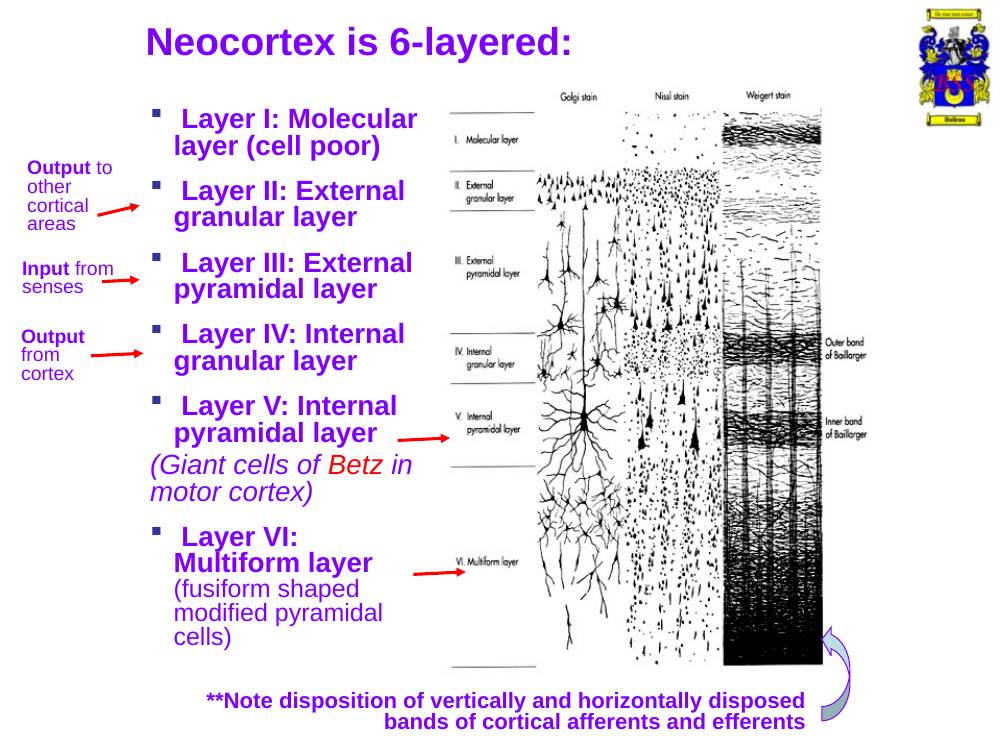 Neocortex is 6-layered:
Layer I: Molecular
layer (cell poor)
Layer II: External
granular layer
Layer III: External
pyramidal layer
Layer IV: Internal
granular layer
Layer V: Internal
pyramidal layer
(Giant cells of Betz in
motor cortex)
Layer VI:
Multiform layer
(fusiform shaped
modified pyramidal
cells)
Output to
other
cortical
areas
Input from
senses
Output
from
cortex
Golgi stain
Nissl stain
Weigert stain
I. Molecular layer
II. External
granular layer
III. External
pyramidal layer
IV. Internal
granular layer
V. Internal
pyramidal layer
VI. Multiform layer
Outer band
of Baillarger
Inner band
of Baillarger
**Note disposition of vertically and horizontally disposed
bands of cortical afferents and efferents